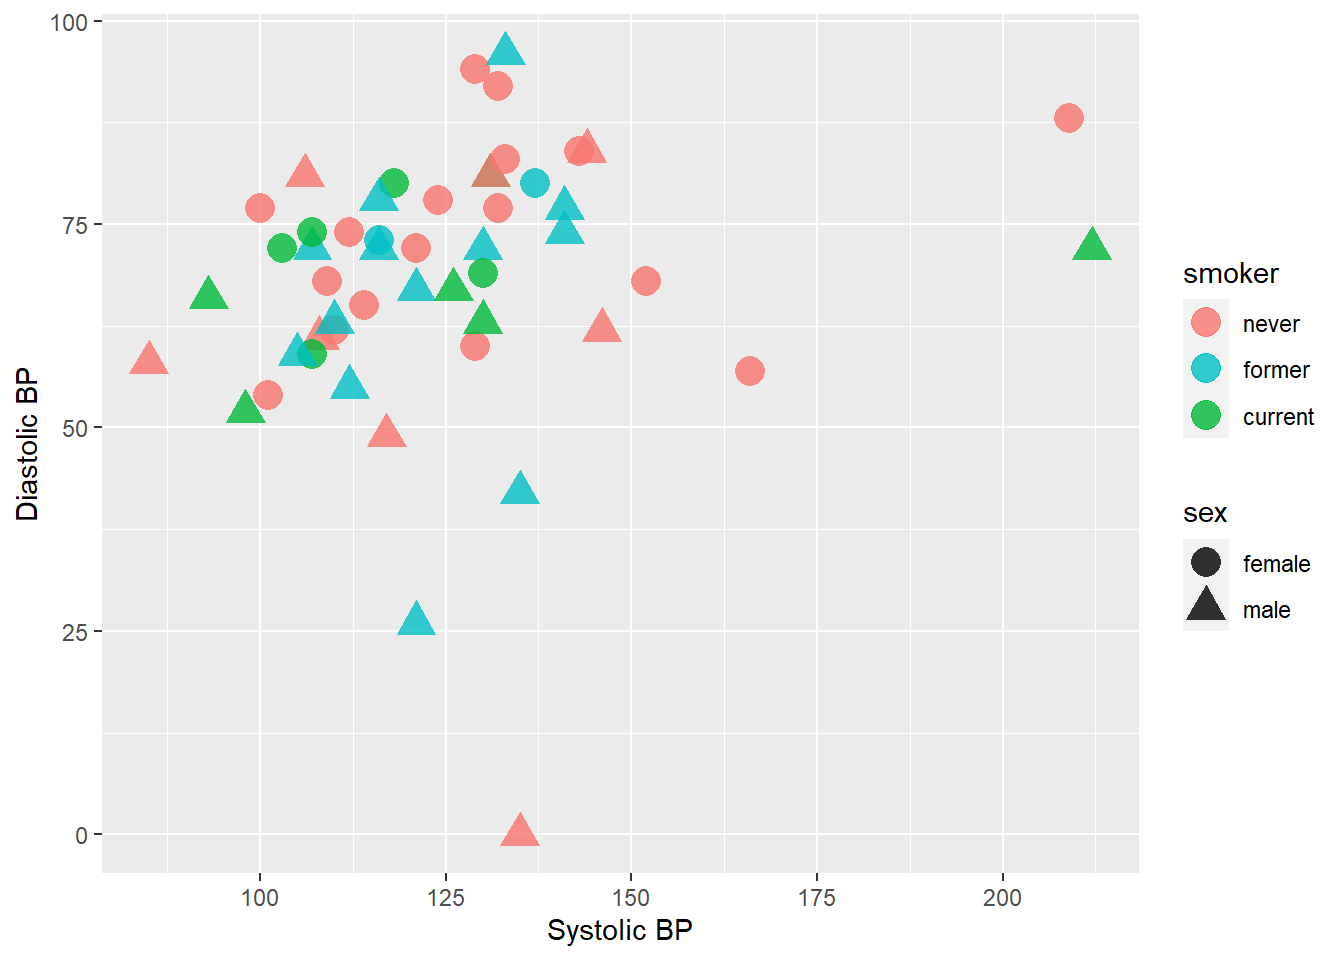 100
75
50
25
0
Diastolic BP
100
125
150
175
200
Systolic BP
smoker
never
former
current
sex
female
male